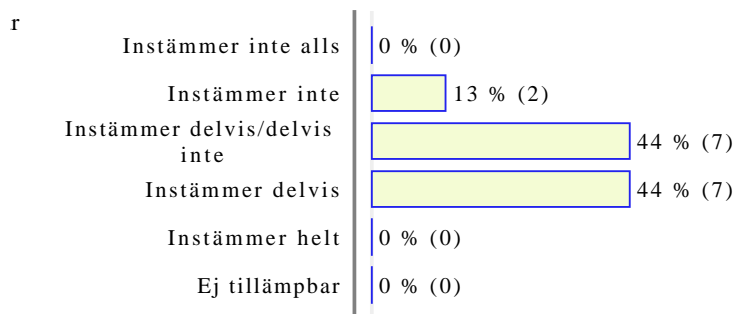 r
Instämmer inte alls 0 % (0)
Instämmer inte 13 % (2)
Instämmer delvis/delvis
inte 44 % (7)
Instämmer delvis 44 % (7)
Instämmer helt 0 % (0)
Ej tillämpbar 0 % (0)